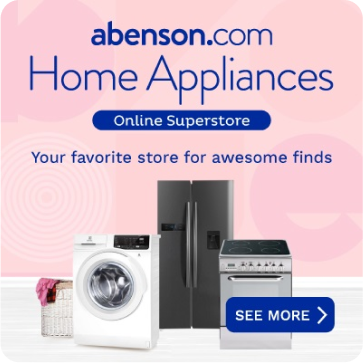 abenson.com
Home Appliances
Online Superstore
Your favorite store for awesome finds
SEE MORE